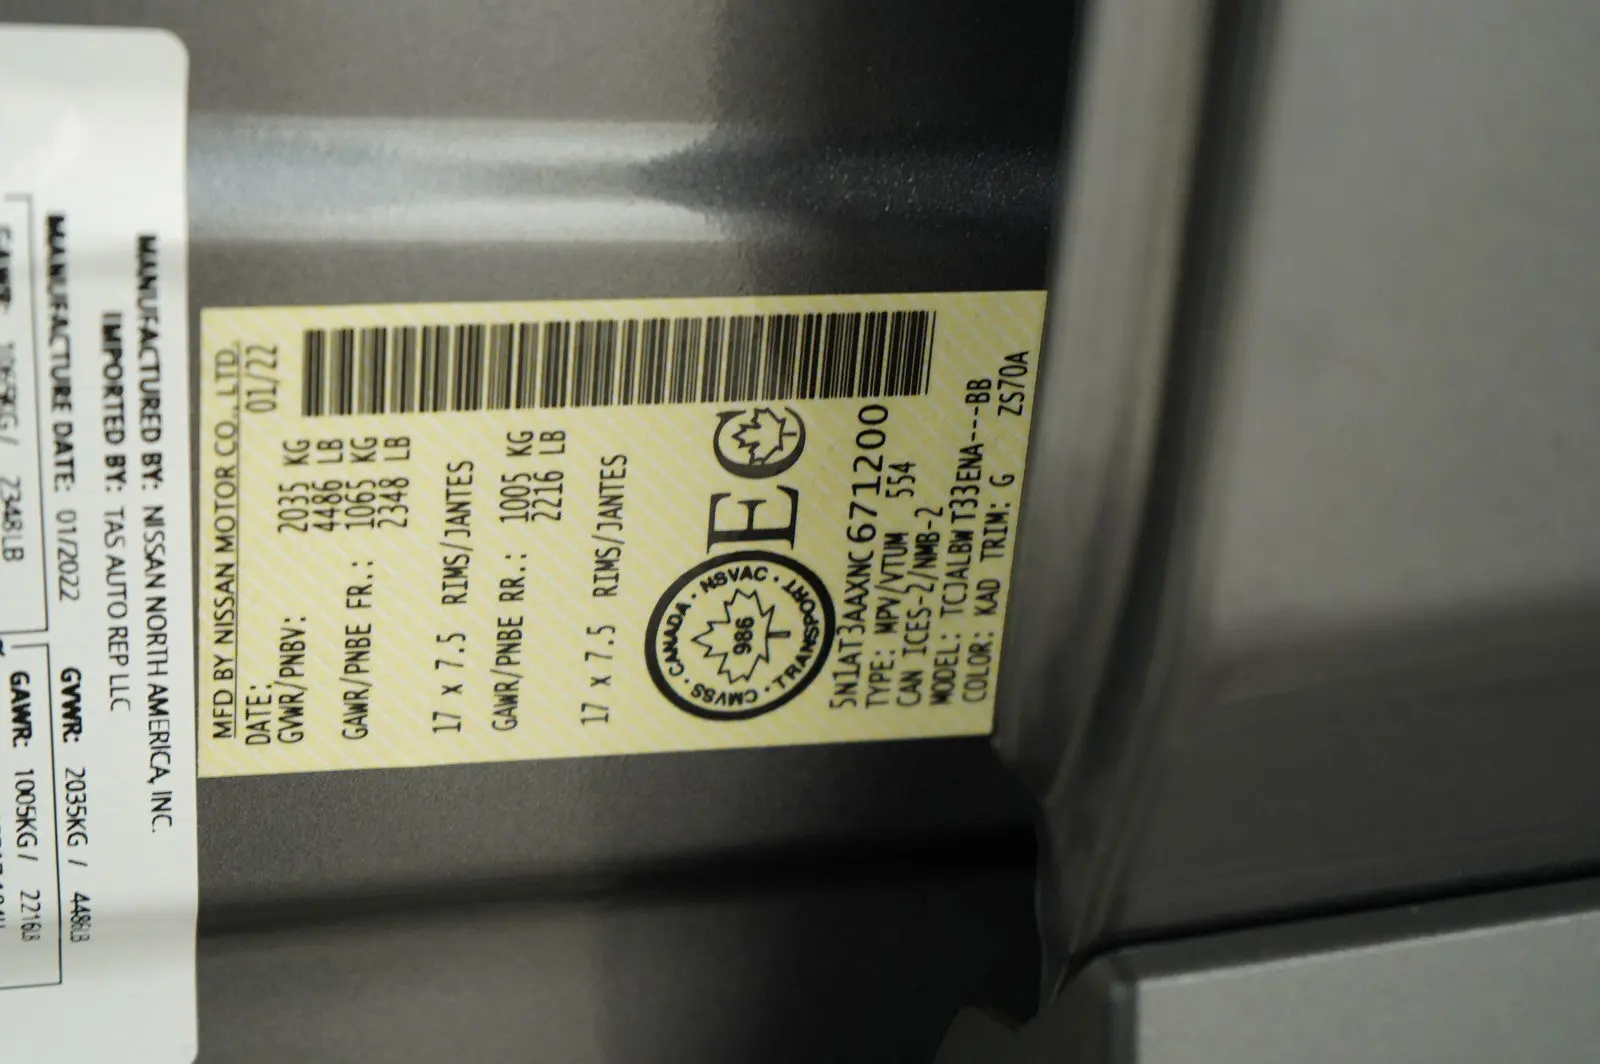 MFD BY NISSAN MOTOR CO., LTD.
DATE: 01/22
GVWR/PNBV: 2035 KG
4486 LB
GAWR/PNBE FR.: 1065 KG
2348 LB
17 x 7.5 RIMS/JANTES
GAWR/PNBE RR.: 1005 KG
2216 LB
17 x 7.5 RIMS/JANTES
CANADA · NSVAC · TRANSPORT · CMVSS ·
986
EC
5N1AT3AAXNC671200
TYPE: MPV/VTUM 554
CAN ICES-2/NMB-2
MODEL: TCJALBW T33ENA---BB
COLOR: KAD TRIM: G ZS70A
MANUFACTURED BY: NISSAN NORTH AMERICA, INC.
IMPORTED BY: TAS AUTO REP LLC
MANUFACTURE DATE: 01/2022 GVWR: 2035KG / 4486LB
2348LB
GAWR: 1005KG / 2216LB